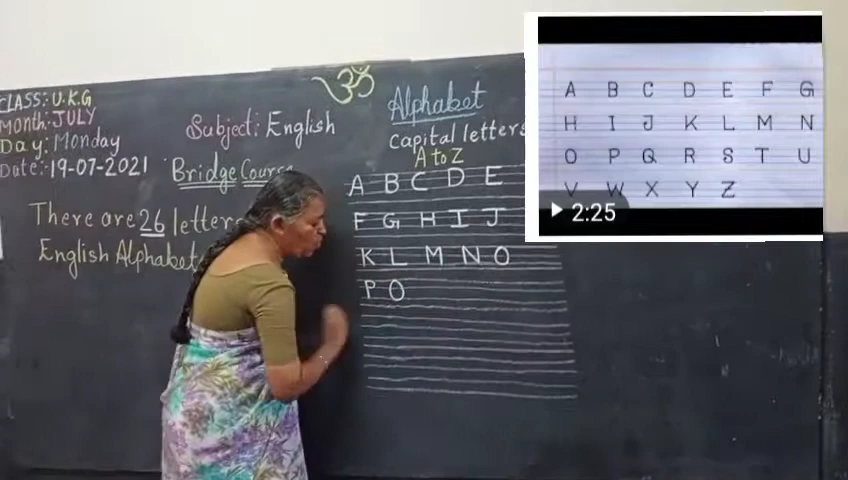 CLASS: U.K.G
Month: JULY
Day: Monday
Date: 19-07-2021
ॐ
Subject: English
Bridge Course
There are 26 letters
English Alphabet
Alphabet
Capital letters
A to Z
A B C D E
F G H I J
K L M N O
P O
A B C D E F G
H I J K L M N
O P Q R S T U
V W X Y Z
2:25